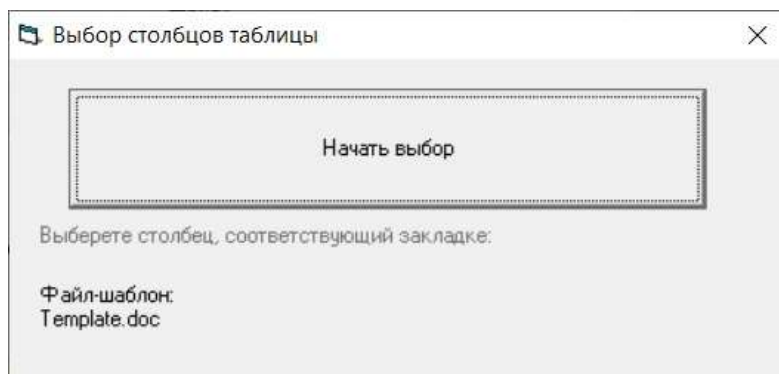 Выбор столбцов таблицы
Начать выбор
Выберете столбец, соответствующий закладке:
Файл-шаблон:
Template.doc